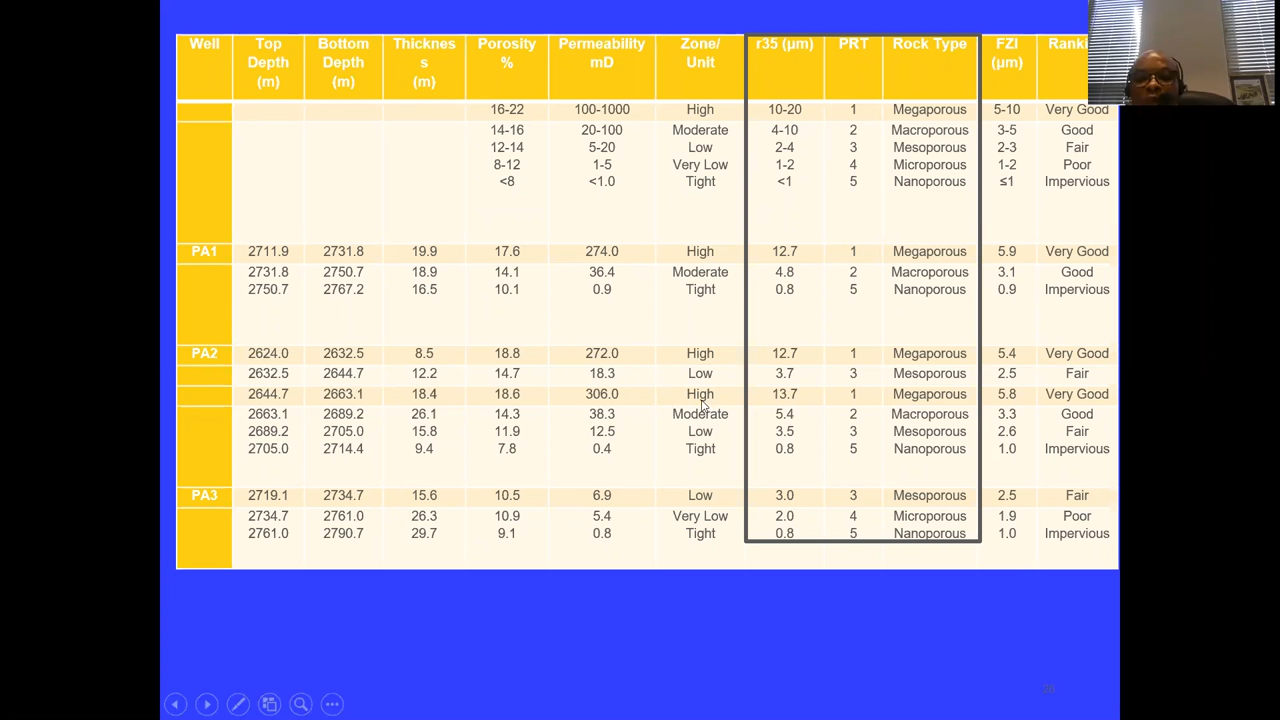 Well Top Depth (m) Bottom Depth (m) Thicknes s (m) Porosity % Permeability mD Zone/ Unit r35 (µm) PRT Rock Type FZI (µm)
16-22 100-1000 High 10-20 1 Megaporous 5-10 Very Good
14-16 20-100 Moderate 4-10 2 Macroporous 3-5 Good
12-14 5-20 Low 2-4 3 Mesoporous 2-3 Fair
8-12 1-5 Very Low 1-2 4 Microporous 1-2 Poor
<8 <1.0 Tight <1 5 Nanoporous ≤1 Impervious
PA1 2711.9 2731.8 19.9 17.6 274.0 High 12.7 1 Megaporous 5.9 Very Good
2731.8 2750.7 18.9 14.1 36.4 Moderate 4.8 2 Macroporous 3.1 Good
2750.7 2767.2 16.5 10.1 0.9 Tight 0.8 5 Nanoporous 0.9 Impervious
PA2 2624.0 2632.5 8.5 18.8 272.0 High 12.7 1 Megaporous 5.4 Very Good
2632.5 2644.7 12.2 14.7 18.3 Low 3.7 3 Mesoporous 2.5 Fair
2644.7 2663.1 18.4 18.6 306.0 High 13.7 1 Megaporous 5.8 Very Good
2663.1 2689.2 26.1 14.3 38.3 Moderate 5.4 2 Macroporous 3.3 Good
2689.2 2705.0 15.8 11.9 12.5 Low 3.5 3 Mesoporous 2.6 Fair
2705.0 2714.4 9.4 7.8 0.4 Tight 0.8 5 Nanoporous 1.0 Impervious
PA3 2719.1 2734.7 15.6 10.5 6.9 Low 3.0 3 Mesoporous 2.5 Fair
2734.7 2761.0 26.3 10.9 5.4 Very Low 2.0 4 Microporous 1.9 Poor
2761.0 2790.7 29.7 9.1 0.8 Tight 0.8 5 Nanoporous 1.0 Impervious